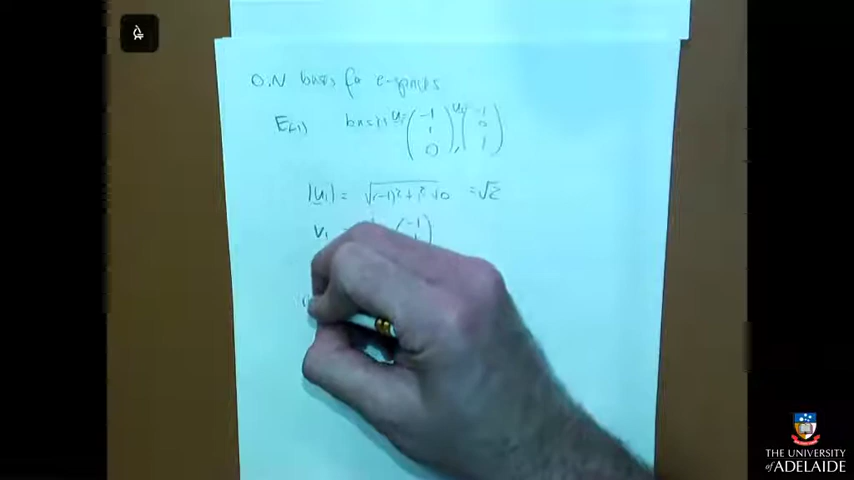 O.N bases for e-spaces
E(-1) basis u₁ = (-1 1 0), u₂ = (-1 0 1)
|u₁| = √(-1)²+1²+0 = √2
v₁ = (-1
THE UNIVERSITY
of ADELAIDE